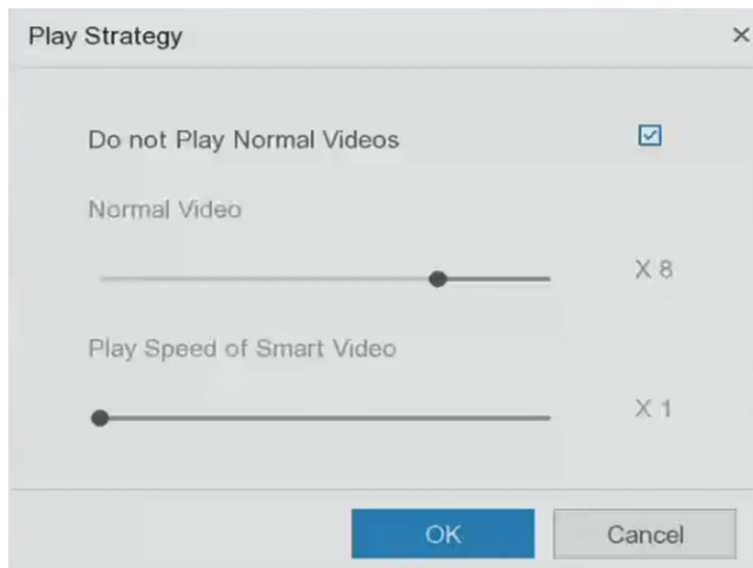 Play Strategy
Do not Play Normal Videos
Normal Video
X 8
Play Speed of Smart Video
X 1
OK
Cancel